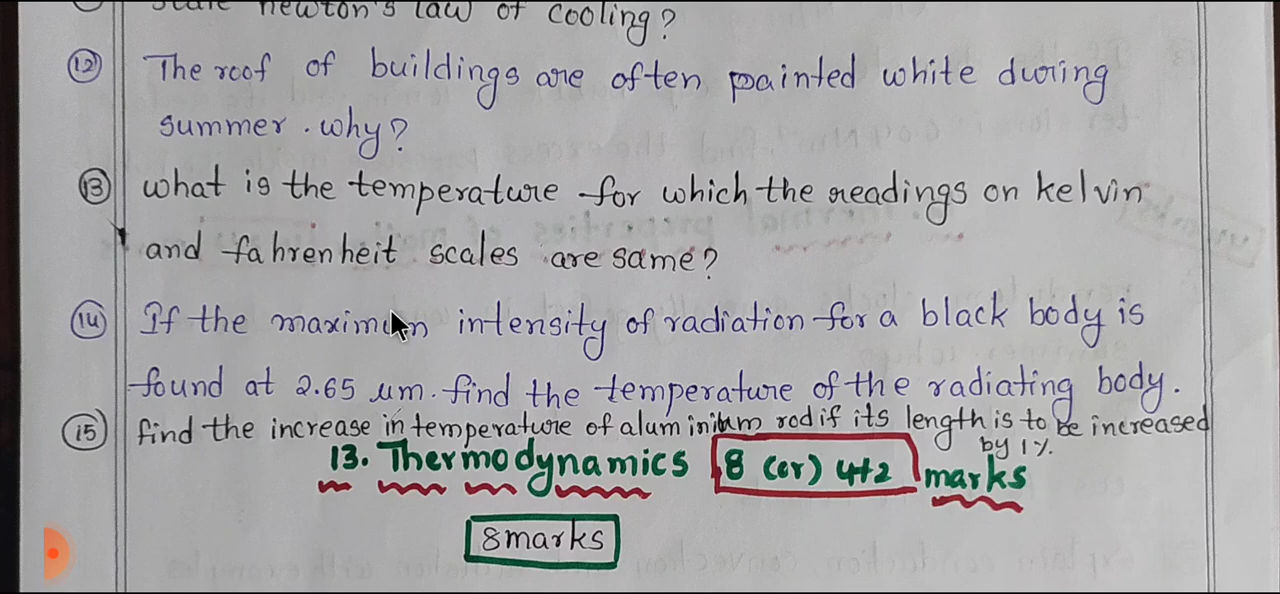 state newton's law of cooling?
12 The roof of buildings are often painted white during
summer. why?
13 what is the temperature for which the readings on kelvin
and fahrenheit scales are same?
14 If the maximum intensity of radiation for a black body is
found at 2.65 μm. find the temperature of the radiating body.
15 find the increase in temperature of aluminium rod if its length is to be increased
by 1%.
13. Thermodynamics 8 (or) 4+2 marks
8 marks